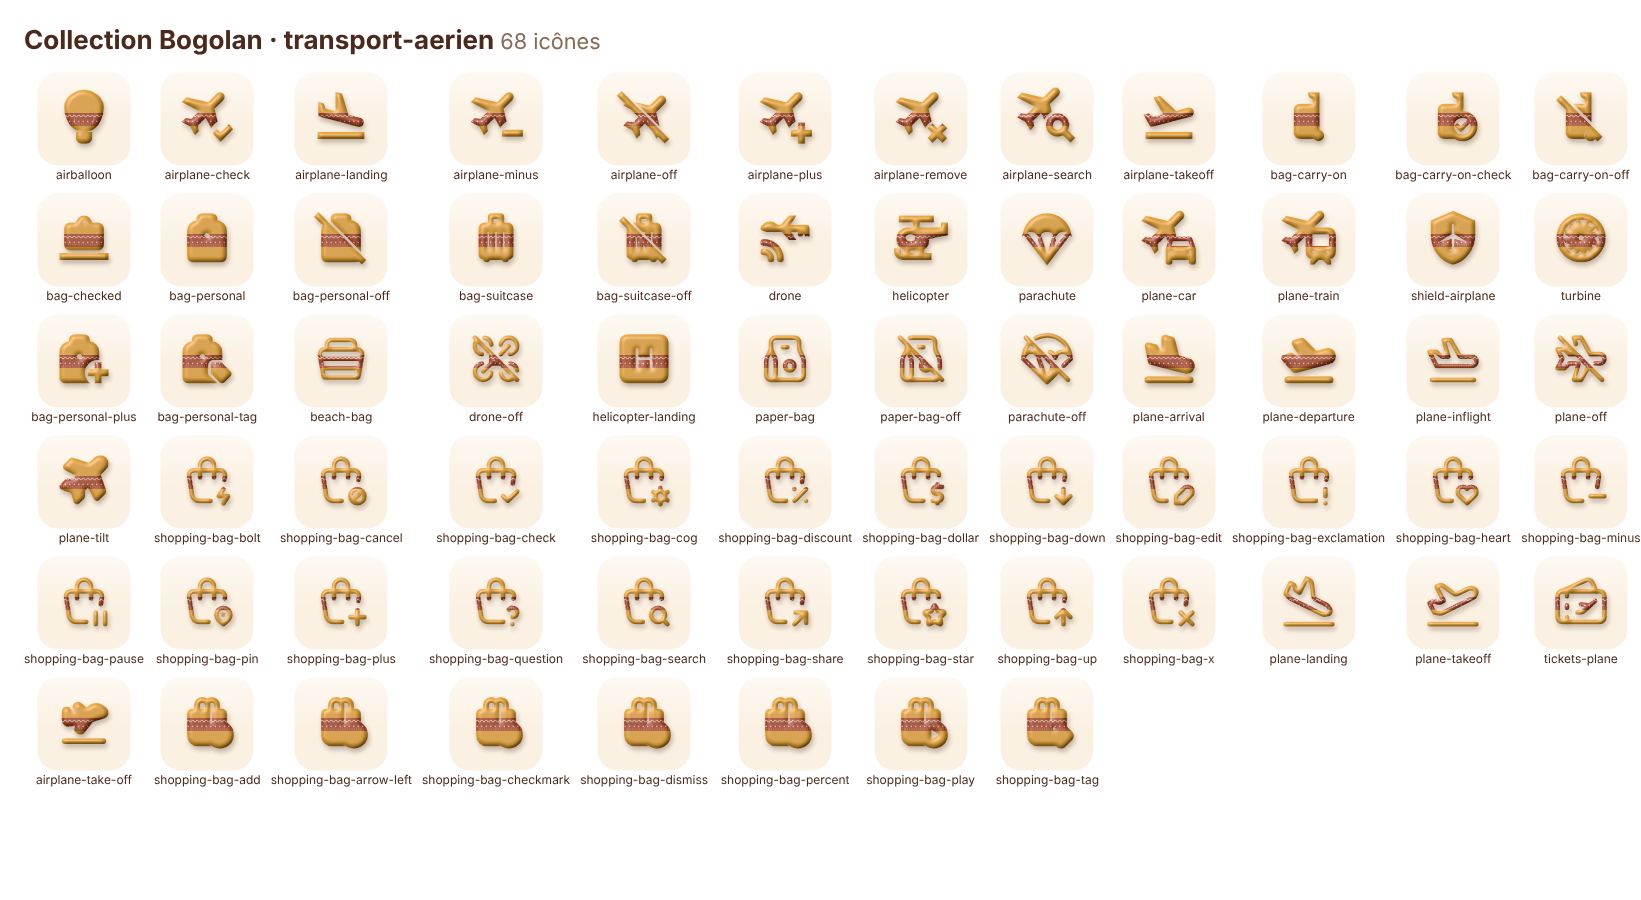 Collection Bogolan · transport-aerien 68 icônes
airballoon airplane-check airplane-landing airplane-minus airplane-off airplane-plus airplane-remove airplane-search airplane-takeoff bag-carry-on bag-carry-on-check bag-carry-on-off
bag-checked bag-personal bag-personal-off bag-suitcase bag-suitcase-off drone helicopter parachute plane-car plane-train shield-airplane turbine
H
bag-personal-plus bag-personal-tag beach-bag drone-off helicopter-landing paper-bag paper-bag-off parachute-off plane-arrival plane-departure plane-inflight plane-off
plane-tilt shopping-bag-bolt shopping-bag-cancel shopping-bag-check shopping-bag-cog shopping-bag-discount shopping-bag-dollar shopping-bag-down shopping-bag-edit shopping-bag-exclamation shopping-bag-heart shopping-bag-minus
shopping-bag-pause shopping-bag-pin shopping-bag-plus shopping-bag-question shopping-bag-search shopping-bag-share shopping-bag-star shopping-bag-up shopping-bag-x plane-landing plane-takeoff tickets-plane
airplane-take-off shopping-bag-add shopping-bag-arrow-left shopping-bag-checkmark shopping-bag-dismiss shopping-bag-percent shopping-bag-play shopping-bag-tag